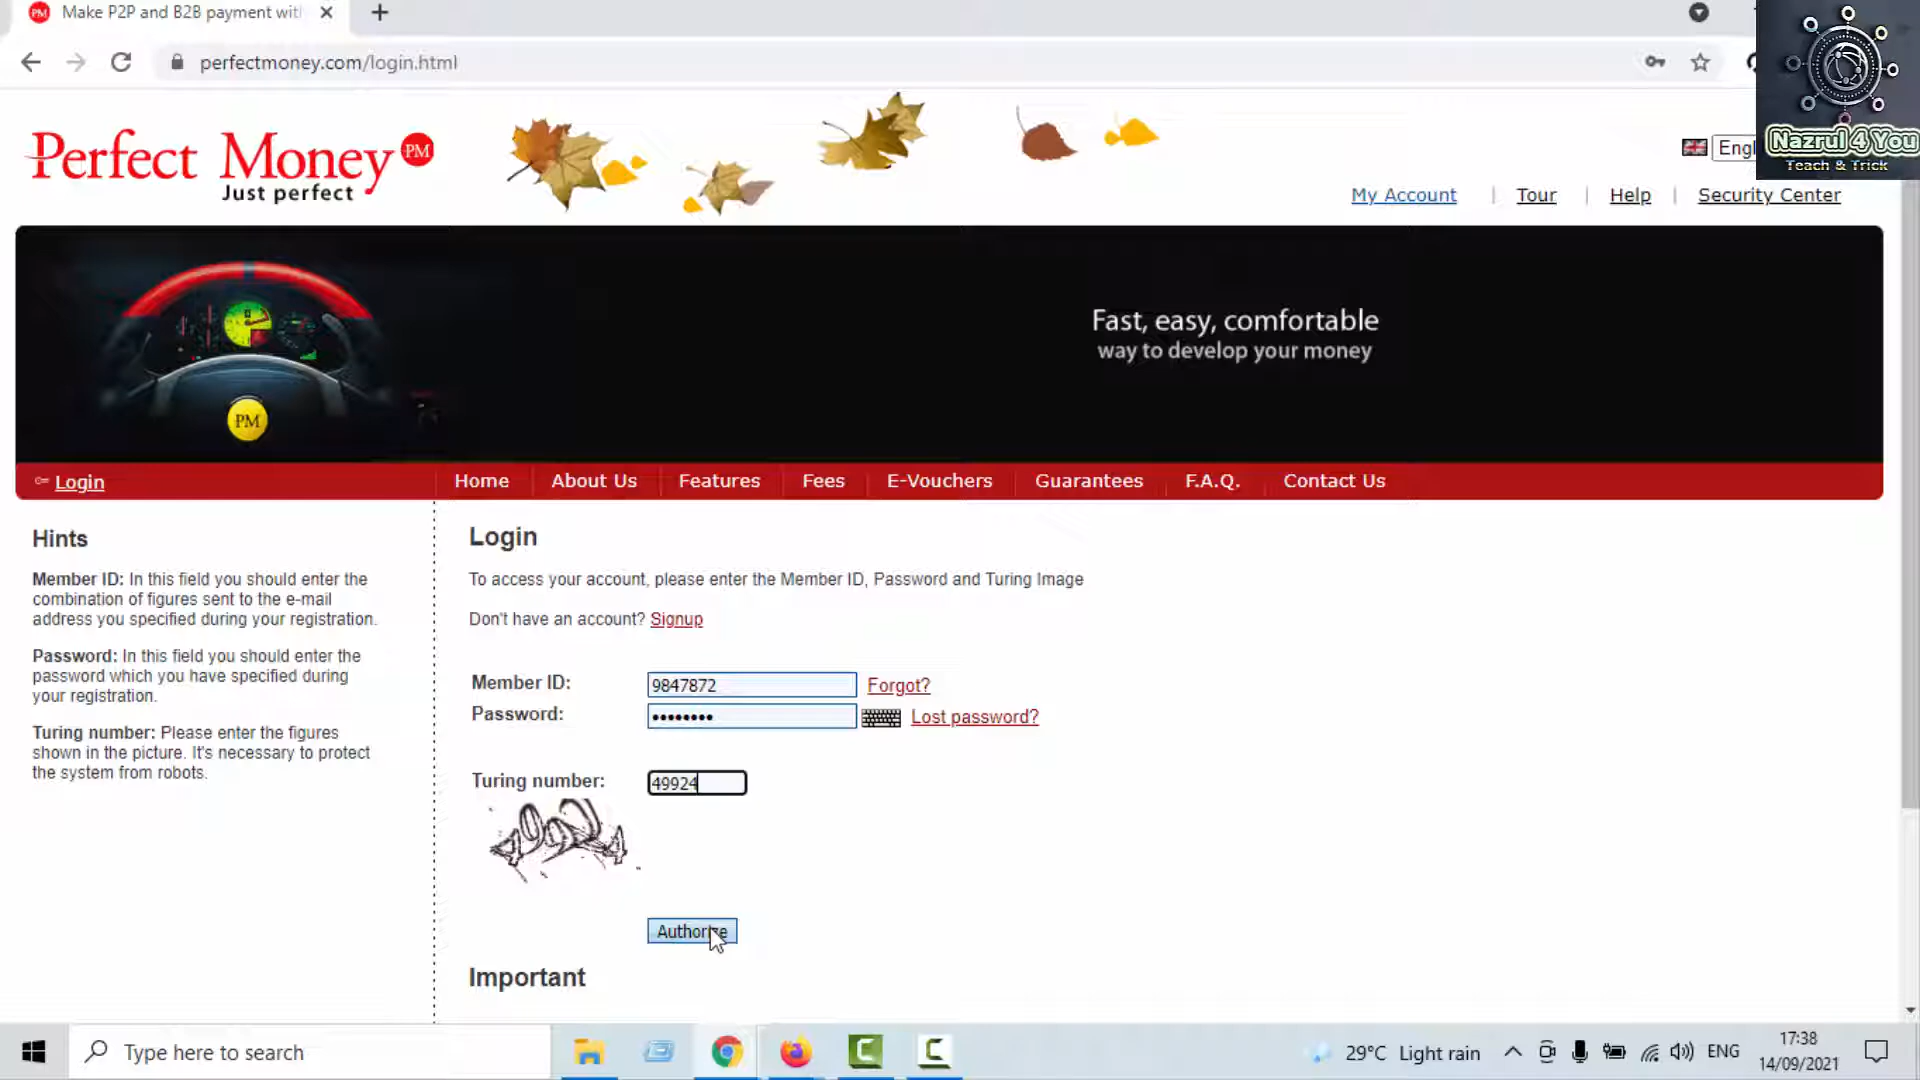 Make P2P and B2B payment wit
perfectmoney.com/login.html
Nazrul 4 You
Teach & Trick
Perfect Money PM
Just perfect
Engl
My Account | Tour | Help | Security Center
Fast, easy, comfortable
way to develop your money
PM
Login
Home About Us Features Fees E-Vouchers Guarantees F.A.Q. Contact Us
Hints
Member ID: In this field you should enter the
combination of figures sent to the e-mail
address you specified during your registration.
Password: In this field you should enter the
password which you have specified during
your registration.
Turing number: Please enter the figures
shown in the picture. It's necessary to protect
the system from robots.
Login
To access your account, please enter the Member ID, Password and Turing Image
Don't have an account? Signup
Member ID: 9847872 Forgot?
Password: •••••••• Lost password?
Turing number: 49924
Authorize
Important
Type here to search
29°C Light rain
ENG
17:38
14/09/2021